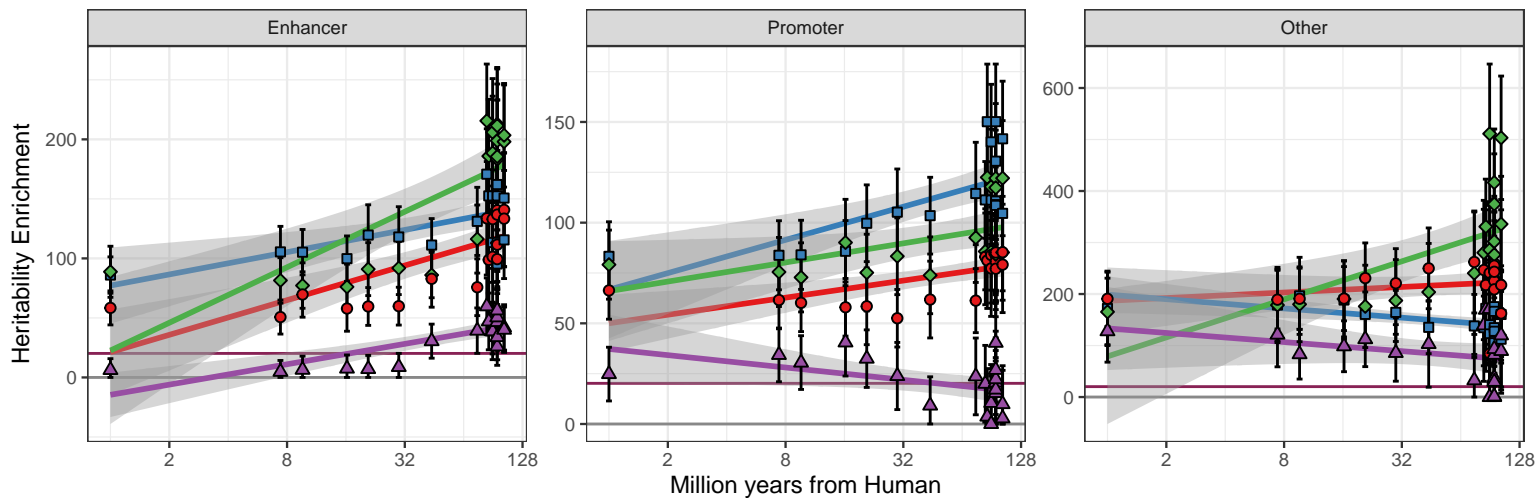 Enhancer
Promoter
Other
Heritability Enrichment
200
100
0
150
100
50
0
600
400
200
0
2 8 32 128
2 8 32 128
2 8 32 128
Million years from Human